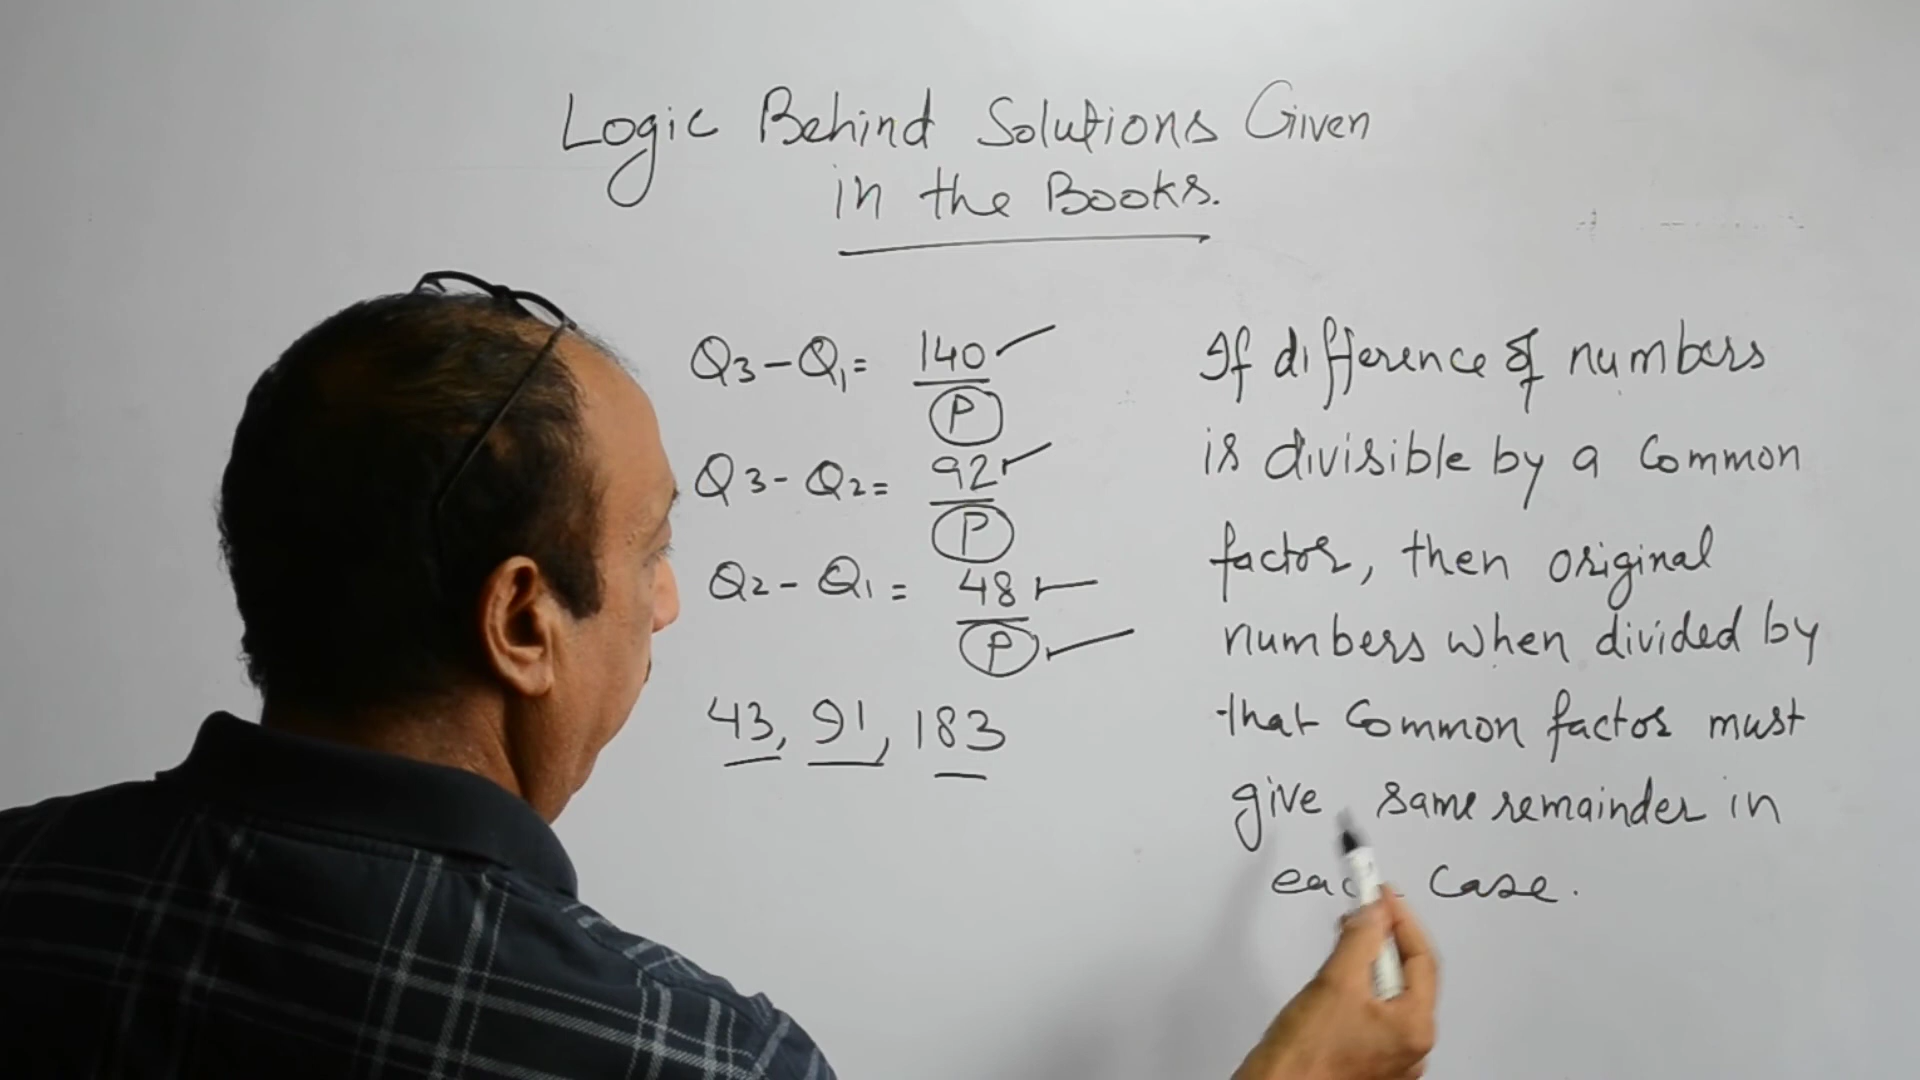 Logic Behind Solutions Given
in the Books.
Q3-Q1= 140
P
Q3-Q2= 92
P
Q2-Q1= 48
P
43, 91, 183
If difference of numbers
is divisible by a Common
factor, then original
numbers when divided by
that Common factor must
give same remainder in
each Case.